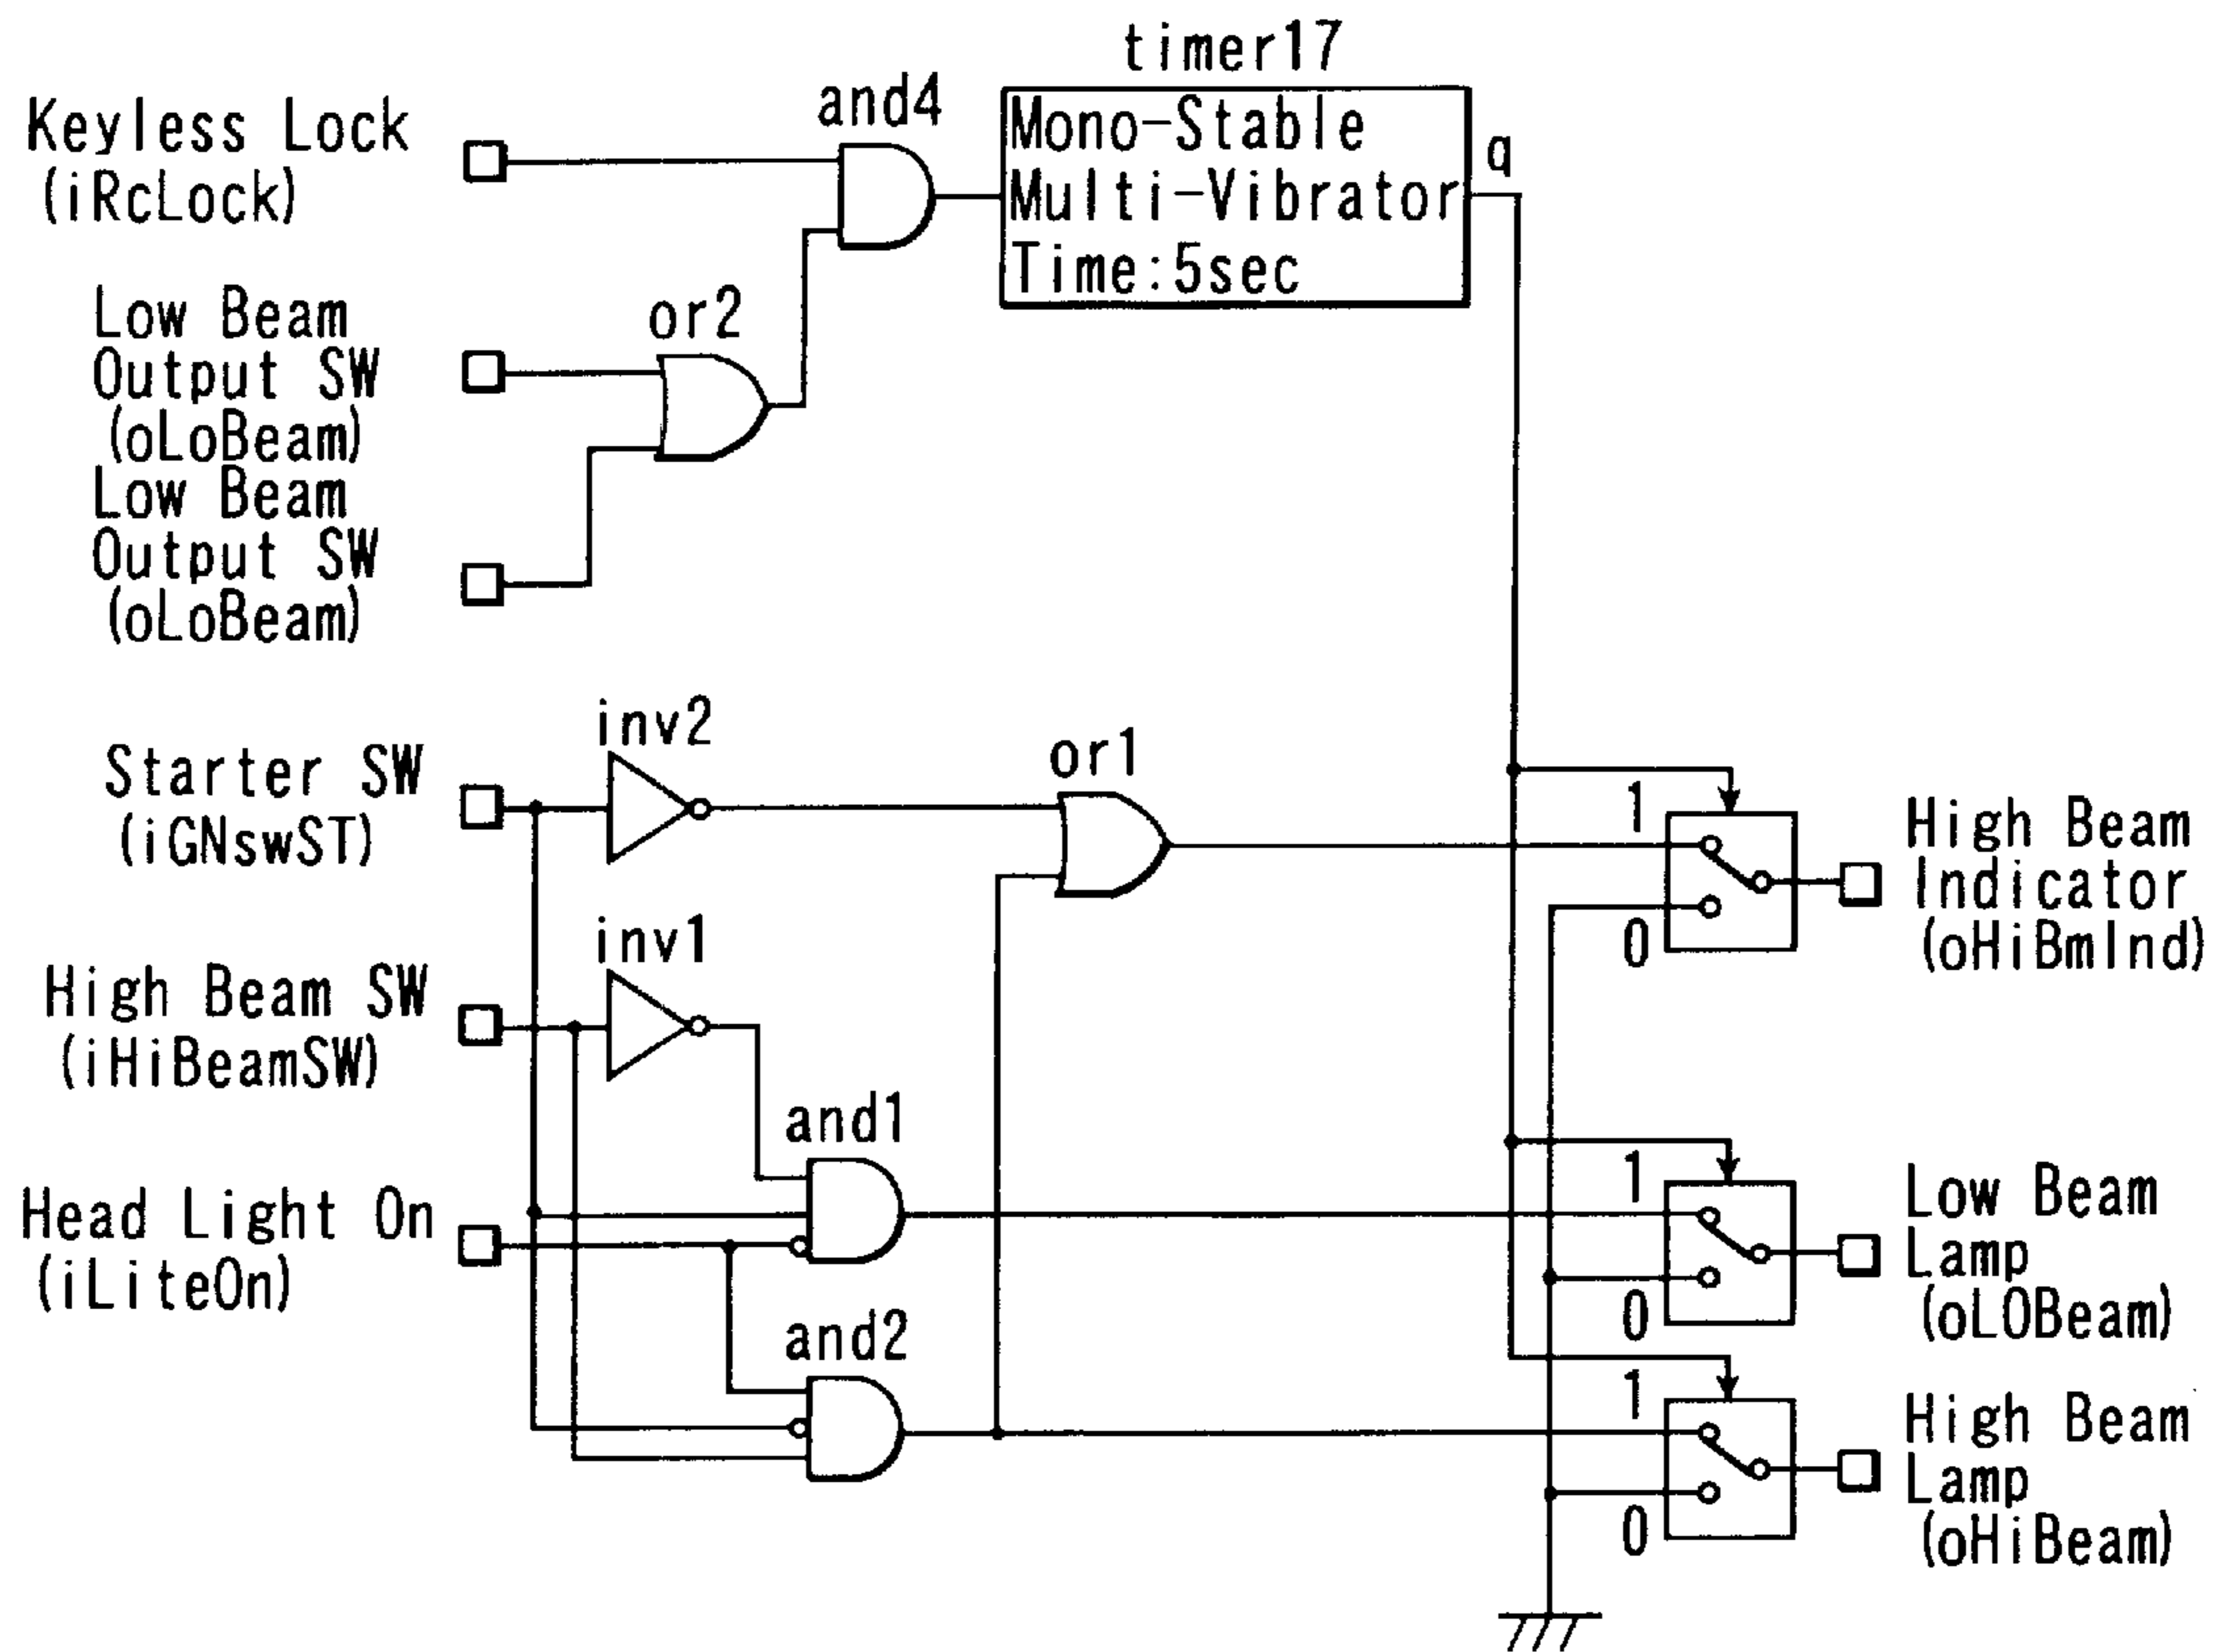 timer17
and4
Mono-Stable
Multi-Vibrator
Time:5sec
q
Keyless Lock
(iRcLock)
Low Beam
Output SW
(oLoBeam)
or2
Low Beam
Output SW
(oLoBeam)
Starter SW
(iGNswST)
inv2
or1
1
0
High Beam
Indicator
(oHiBmInd)
High Beam SW
(iHiBeamSW)
inv1
Head Light On
(iLiteOn)
and1
1
0
Low Beam
Lamp
(oLOBeam)
and2
1
0
High Beam
Lamp
(oHiBeam)